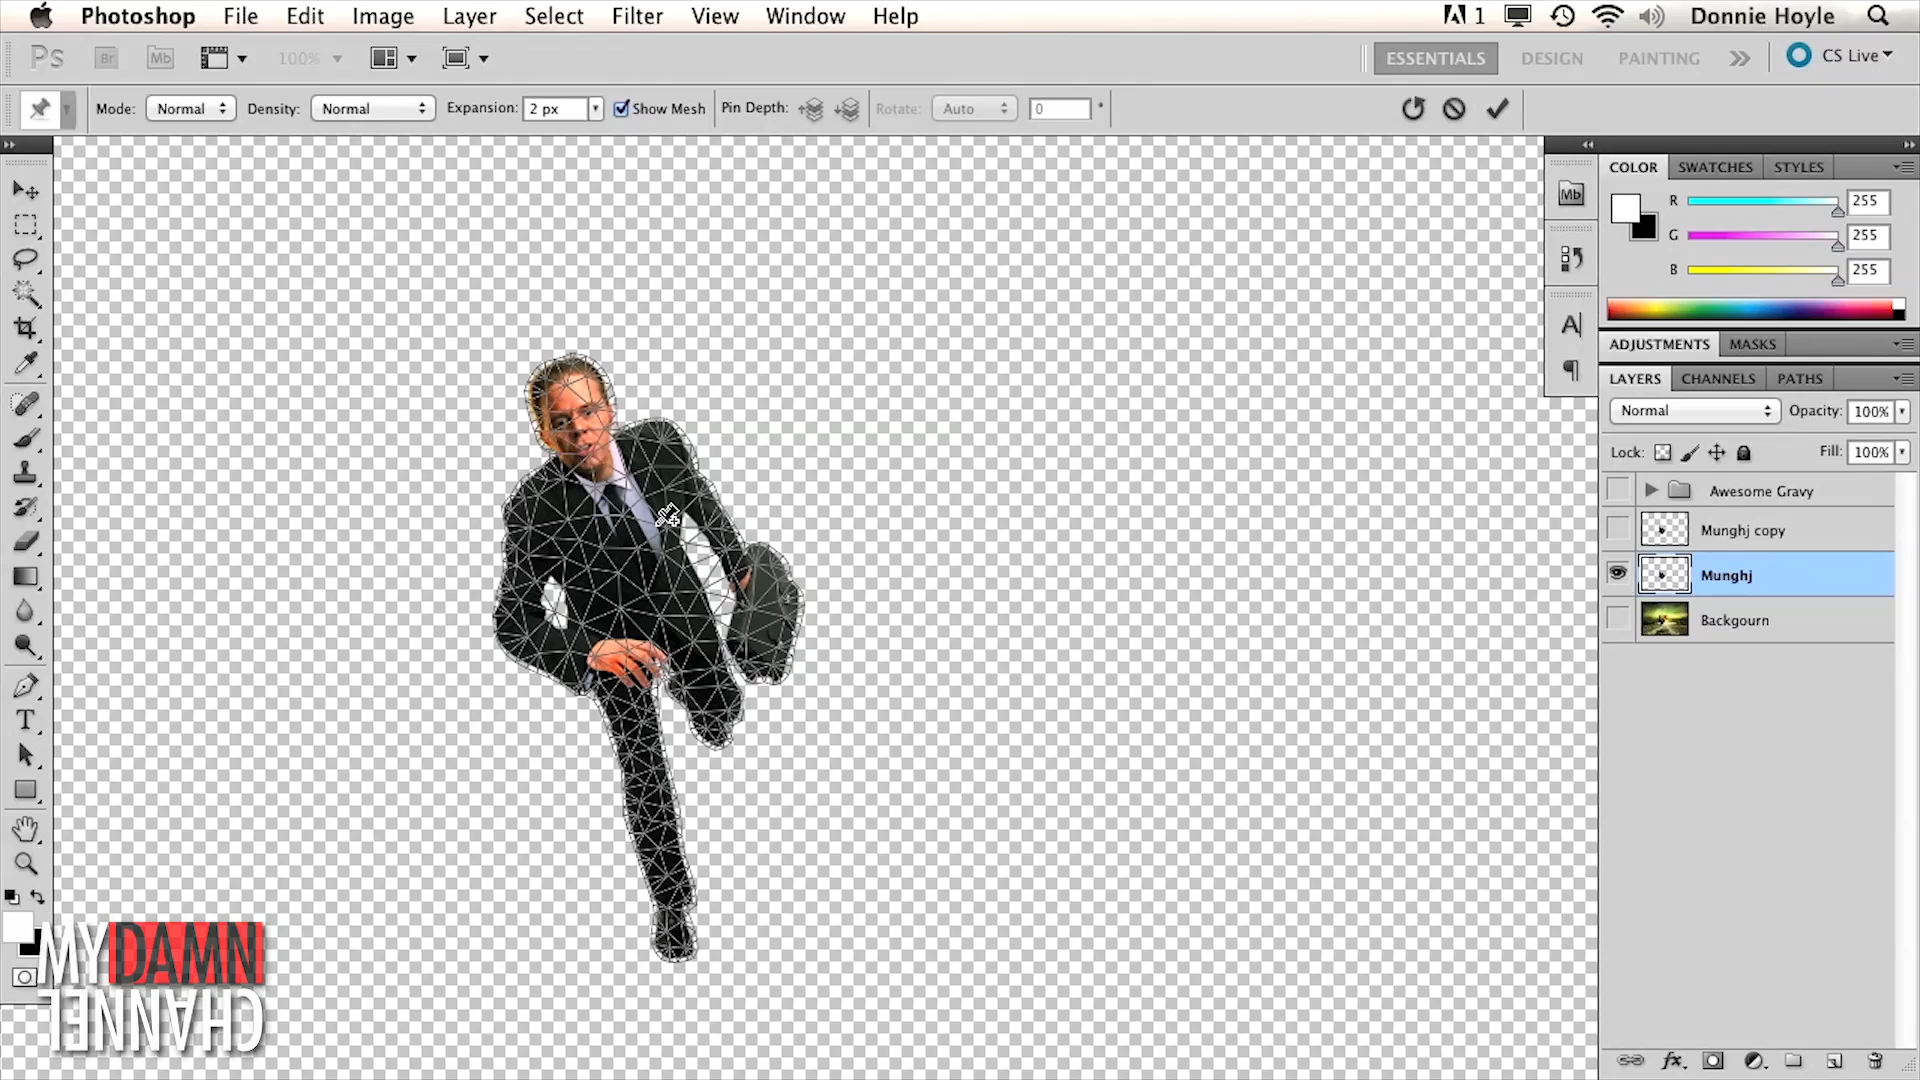 Photoshop File Edit Image Layer Select Filter View Window Help 1 Donnie Hoyle
Ps Br Mb 100% ESSENTIALS DESIGN PAINTING CS Live
Mode: Normal Density: Normal Expansion: 2 px Show Mesh Pin Depth: Rotate: Auto 0 °
COLOR SWATCHES STYLES
Mb
R 255
G 255
B 255
A
ADJUSTMENTS MASKS
LAYERS CHANNELS PATHS
Normal Opacity: 100%
Lock: Fill: 100%
Awesome Gravy
Munghj copy
Munghj
Backgourn
T
MY DAMN
CHANNEL
fx